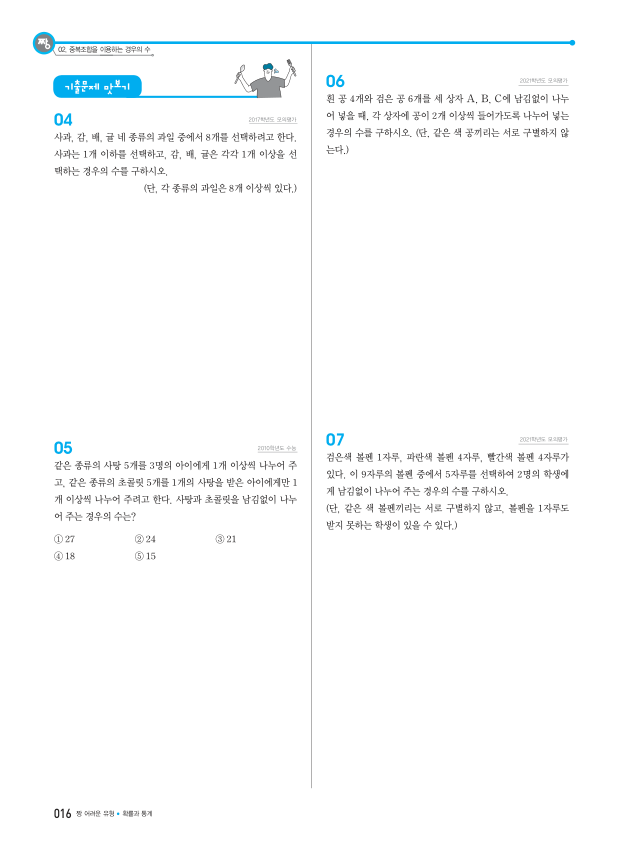 짱
02. 중복조합을 이용하는 경우의 수
기출문제 맛보기
04
2017학년도 모의평가
사과, 감, 배, 귤 네 종류의 과일 중에서 8개를 선택하려고 한다.
사과는 1개 이하를 선택하고, 감, 배, 귤은 각각 1개 이상을 선
택하는 경우의 수를 구하시오.
(단, 각 종류의 과일은 8개 이상씩 있다.)
05
2010학년도 수능
같은 종류의 사탕 5개를 3명의 아이에게 1개 이상씩 나누어 주
고, 같은 종류의 초콜릿 5개를 1개의 사탕을 받은 아이에게만 1
개 이상씩 나누어 주려고 한다. 사탕과 초콜릿을 남김없이 나누
어 주는 경우의 수는?
① 27 ② 24 ③ 21
④ 18 ⑤ 15
06
2021학년도 모의평가
흰 공 4개와 검은 공 6개를 세 상자 A, B, C에 남김없이 나누
어 넣을 때, 각 상자에 공이 2개 이상씩 들어가도록 나누어 넣는
경우의 수를 구하시오. (단, 같은 색 공끼리는 서로 구별하지 않
는다.)
07
2021학년도 모의평가
검은색 볼펜 1자루, 파란색 볼펜 4자루, 빨간색 볼펜 4자루가
있다. 이 9자루의 볼펜 중에서 5자루를 선택하여 2명의 학생에
게 남김없이 나누어 주는 경우의 수를 구하시오.
(단, 같은 색 볼펜끼리는 서로 구별하지 않고, 볼펜을 1자루도
받지 못하는 학생이 있을 수 있다.)
016 짱 어려운 유형 • 확률과 통계